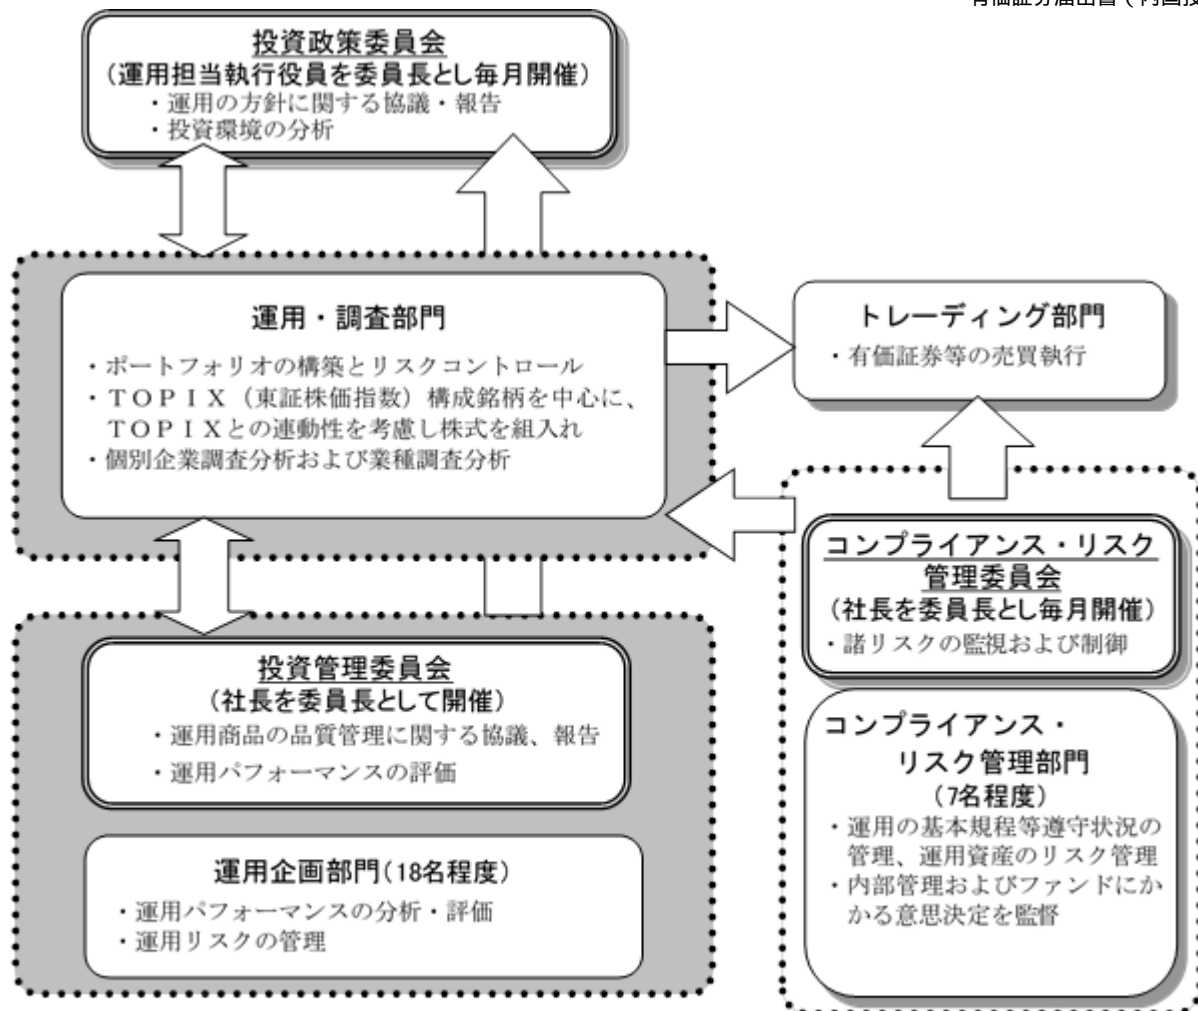 有価証券届出書（内国投
投資政策委員会
（運用担当執行役員を委員長とし毎月開催）
・運用の方針に関する協議・報告
・投資環境の分析
運用・調査部門
・ポートフォリオの構築とリスクコントロール
・ＴＯＰＩＸ（東証株価指数）構成銘柄を中心に、
ＴＯＰＩＸとの連動性を考慮し株式を組入れ
・個別企業調査分析および業種調査分析
トレーディング部門
・有価証券等の売買執行
投資管理委員会
（社長を委員長として開催）
・運用商品の品質管理に関する協議、報告
・運用パフォーマンスの評価
運用企画部門（18名程度）
・運用パフォーマンスの分析・評価
・運用リスクの管理
コンプライアンス・リスク
管理委員会
（社長を委員長とし毎月開催）
・諸リスクの監視および制御
コンプライアンス・
リスク管理部門
（7名程度）
・運用の基本規程等遵守状況の
管理、運用資産のリスク管理
・内部管理およびファンドにか
かる意思決定を監督